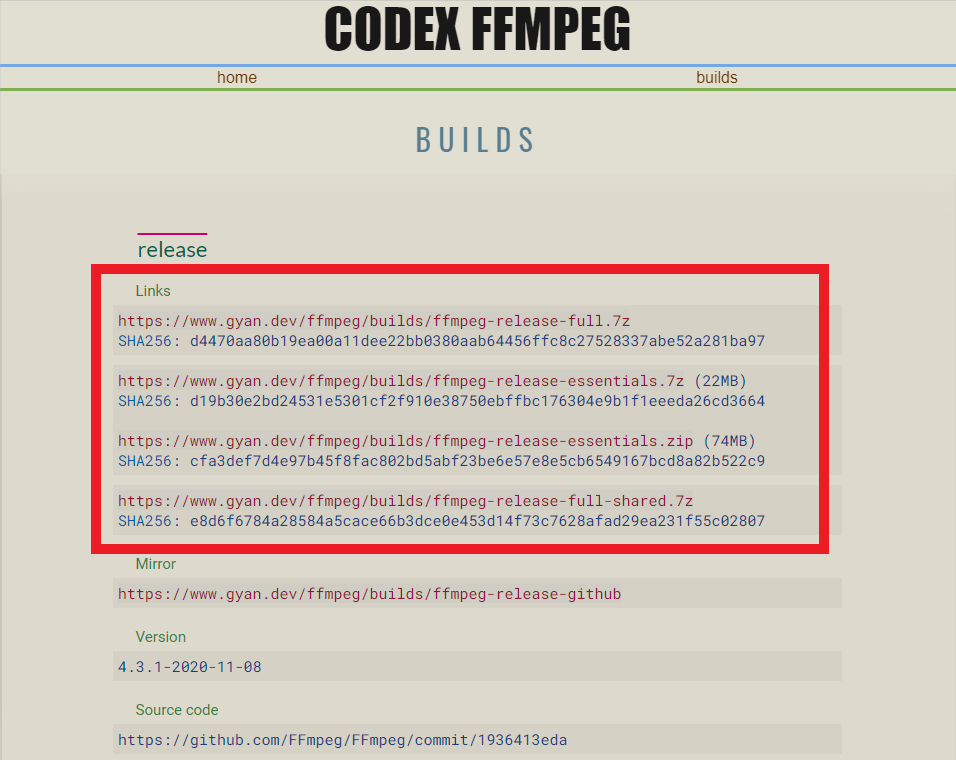 CODEX FFMPEG
home builds
BUILDS
release
Links
https://www.gyan.dev/ffmpeg/builds/ffmpeg-release-full.7z
SHA256: d4470aa80b19ea00a11dee22bb0380aab64456ffc8c27528337abe52a281ba97
https://www.gyan.dev/ffmpeg/builds/ffmpeg-release-essentials.7z (22MB)
SHA256: d19b30e2bd24531e5301cf2f910e38750ebffbc176304e9b1f1eeeda26cd3664
https://www.gyan.dev/ffmpeg/builds/ffmpeg-release-essentials.zip (74MB)
SHA256: cfa3def7d4e97b45f8fac802bd5abf23be6e57e8e5cb6549167bcd8a82b522c9
https://www.gyan.dev/ffmpeg/builds/ffmpeg-release-full-shared.7z
SHA256: e8d6f6784a28584a5cace66b3dce0e453d14f73c7628afad29ea231f55c02807
Mirror
https://www.gyan.dev/ffmpeg/builds/ffmpeg-release-github
Version
4.3.1-2020-11-08
Source code
https://github.com/FFmpeg/FFmpeg/commit/1936413eda